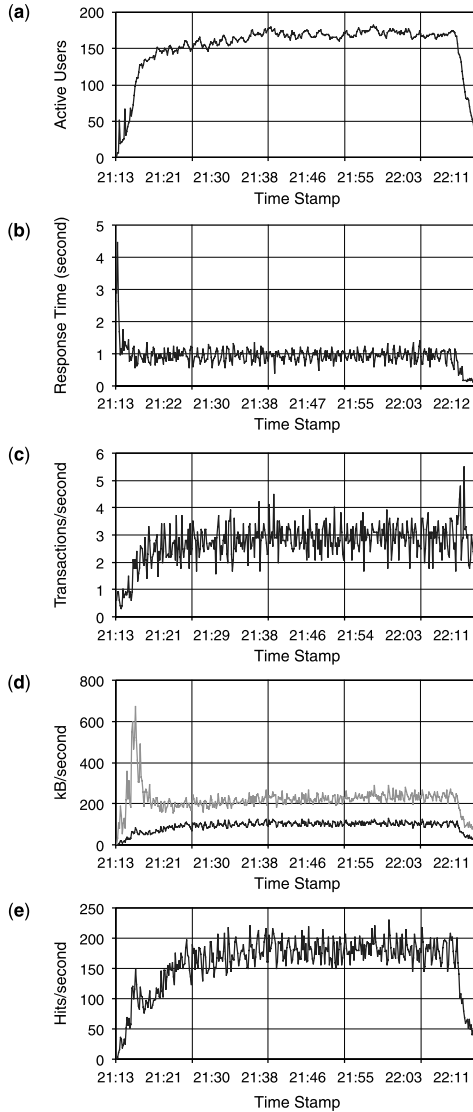 (a)
Active Users
200
150
100
50
0
21:13 21:21 21:30 21:38 21:46 21:55 22:03 22:11
Time Stamp
(b)
Response Time (second)
5
4
3
2
1
0
21:13 21:22 21:30 21:38 21:47 21:55 22:03 22:12
Time Stamp
(c)
Transactions/second
6
5
4
3
2
1
0
21:13 21:21 21:29 21:38 21:46 21:54 22:03 22:11
Time Stamp
(d)
kB/second
800
600
400
200
0
21:13 21:21 21:30 21:38 21:46 21:55 22:03 22:11
Time Stamp
(e)
Hits/second
250
200
150
100
50
0
21:13 21:21 21:30 21:38 21:46 21:55 22:03 22:11
Time Stamp